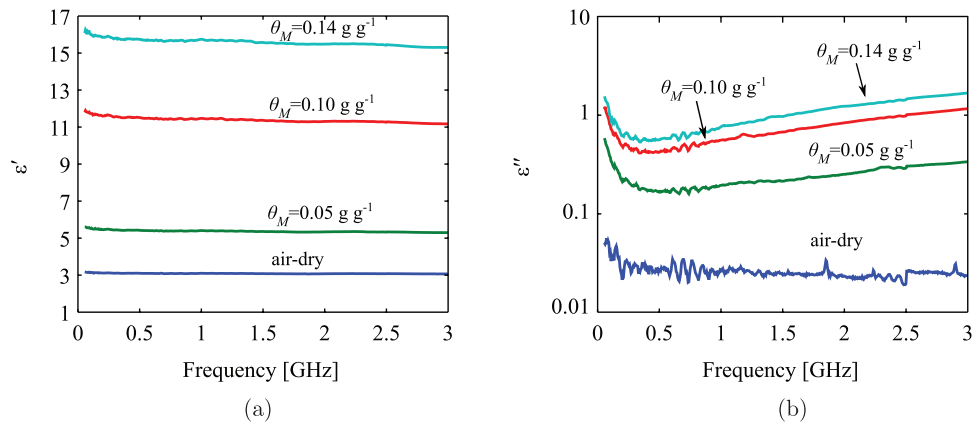 17
15
13
11
9
7
5
3
1
ε′
θM=0.14 g g-1
θM=0.10 g g-1
θM=0.05 g g-1
air-dry
0
0.5
1
1.5
2
2.5
3
Frequency [GHz]
(a)
1
0.1
0.01
ε″
θM=0.14 g g-1
θM=0.10 g g-1
θM=0.05 g g-1
air-dry
0
0.5
1
1.5
2
2.5
3
Frequency [GHz]
(b)